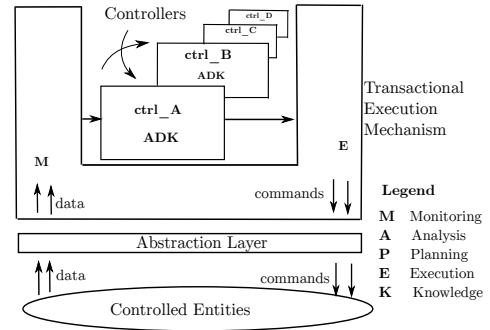 Controllers
ctrl_D
ctrl_C
ctrl_B
ADK
ctrl_A
ADK
Transactional
Execution
Mechanism
M
E
data
commands
Legend
M Monitoring
A Analysis
P Planning
E Execution
K Knowledge
Abstraction Layer
data
commands
Controlled Entities